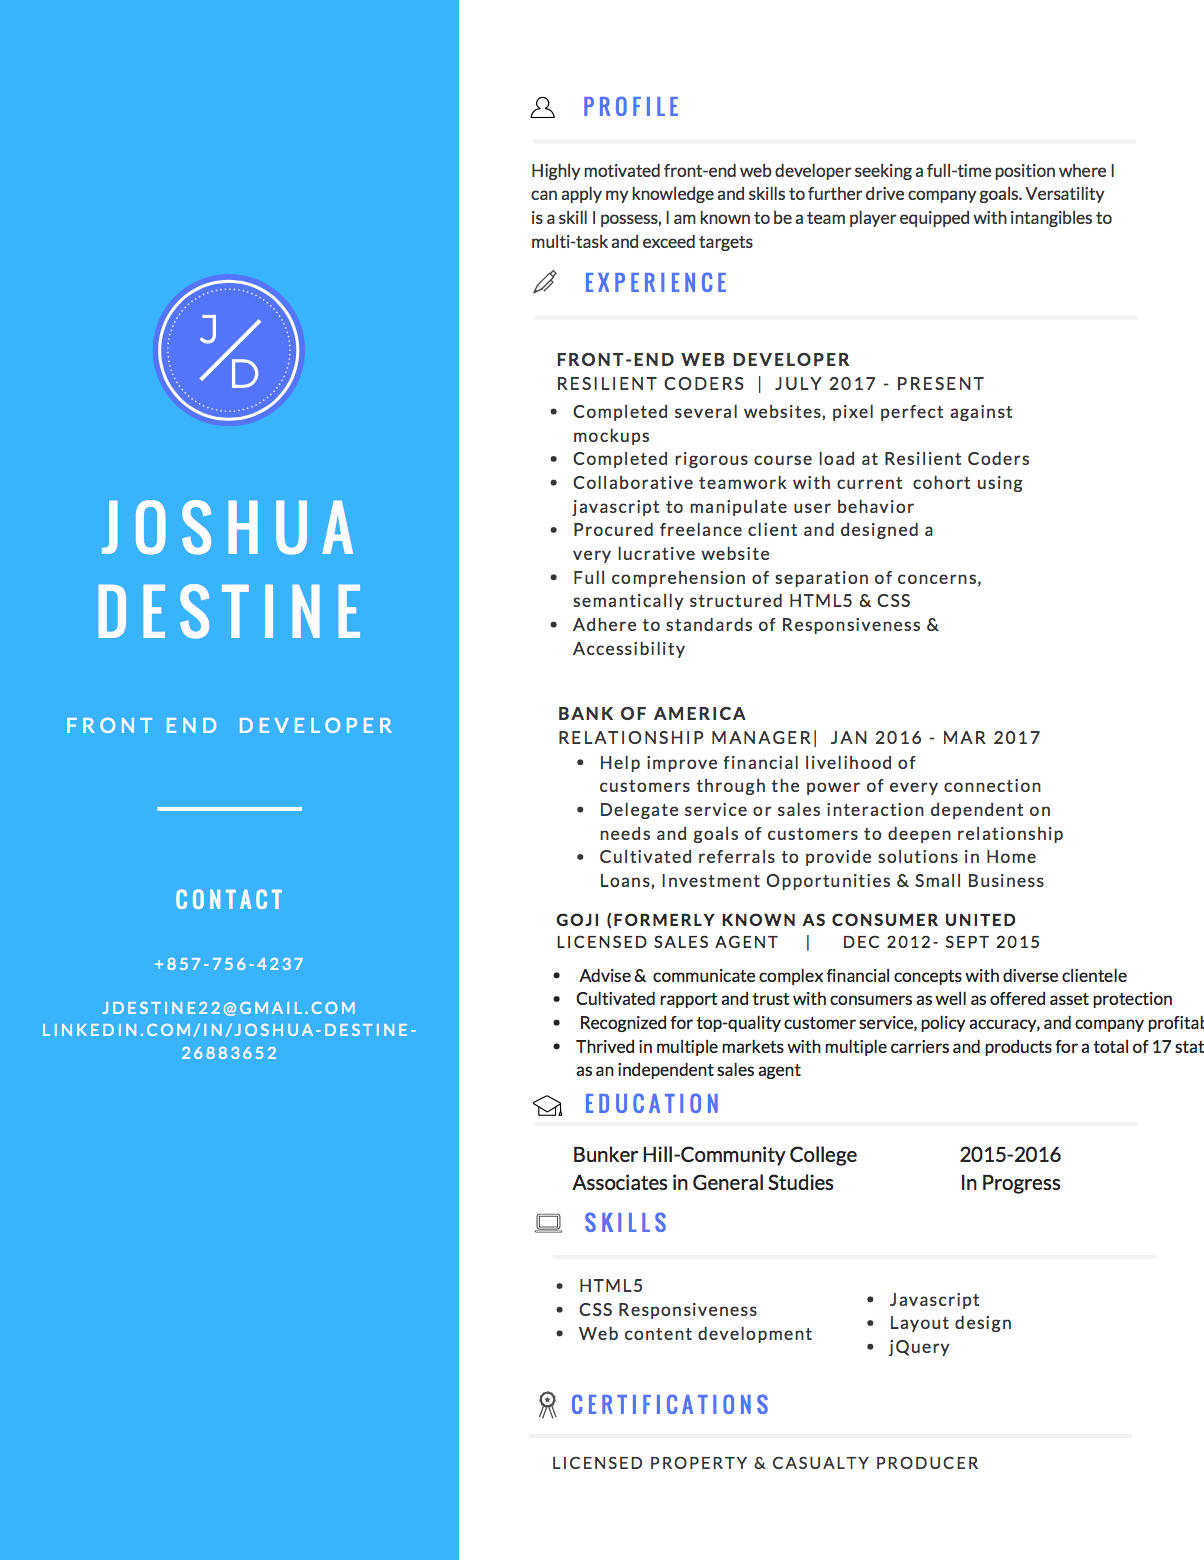 J
D
JOSHUA
DESTINE
FRONT END DEVELOPER
CONTACT
+857-756-4237
JDESTINE22@GMAIL.COM
LINKEDIN.COM/IN/JOSHUA-DESTINE-
26883652
PROFILE
Highly motivated front-end web developer seeking a full-time position where I
can apply my knowledge and skills to further drive company goals. Versatility
is a skill I possess, I am known to be a team player equipped with intangibles to
multi-task and exceed targets
EXPERIENCE
FRONT-END WEB DEVELOPER
RESILIENT CODERS | JULY 2017 - PRESENT
• Completed several websites, pixel perfect against
mockups
• Completed rigorous course load at Resilient Coders
• Collaborative teamwork with current cohort using
javascript to manipulate user behavior
• Procured freelance client and designed a
very lucrative website
• Full comprehension of separation of concerns,
semantically structured HTML5 & CSS
• Adhere to standards of Responsiveness &
Accessibility
BANK OF AMERICA
RELATIONSHIP MANAGER| JAN 2016 - MAR 2017
• Help improve financial livelihood of
customers through the power of every connection
• Delegate service or sales interaction dependent on
needs and goals of customers to deepen relationship
• Cultivated referrals to provide solutions in Home
Loans, Investment Opportunities & Small Business
GOJI (FORMERLY KNOWN AS CONSUMER UNITED
LICENSED SALES AGENT | DEC 2012- SEPT 2015
• Advise & communicate complex financial concepts with diverse clientele
• Cultivated rapport and trust with consumers as well as offered asset protection
• Recognized for top-quality customer service, policy accuracy, and company profitab
• Thrived in multiple markets with multiple carriers and products for a total of 17 stat
as an independent sales agent
EDUCATION
Bunker Hill-Community College 2015-2016
Associates in General Studies In Progress
SKILLS
• HTML5
• CSS Responsiveness
• Web content development
• Javascript
• Layout design
• jQuery
CERTIFICATIONS
LICENSED PROPERTY & CASUALTY PRODUCER